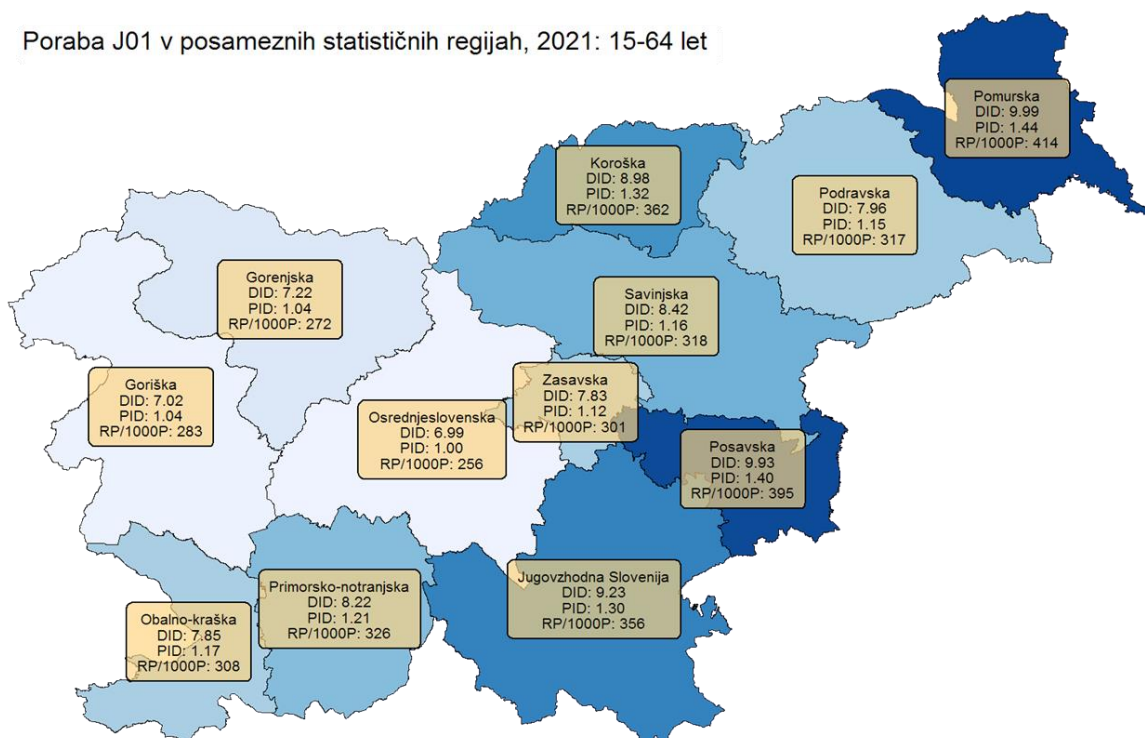 Poraba J01 v posameznih statističnih regijah, 2021: 15-64 let
Pomurska
DID: 9.99
PID: 1.44
RP/1000P: 414
Koroška
DID: 8.98
PID: 1.32
RP/1000P: 362
Podravska
DID: 7.96
PID: 1.15
RP/1000P: 317
Gorenjska
DID: 7.22
PID: 1.04
RP/1000P: 272
Savinjska
DID: 8.42
PID: 1.16
RP/1000P: 318
Goriška
DID: 7.02
PID: 1.04
RP/1000P: 283
Zasavska
DID: 7.83
PID: 1.12
RP/1000P: 301
Osrednjeslovenska
DID: 6.99
PID: 1.00
RP/1000P: 256
Posavska
DID: 9.93
PID: 1.40
RP/1000P: 395
Jugovzhodna Slovenija
DID: 9.23
PID: 1.30
RP/1000P: 356
Primorsko-notranjska
DID: 8.22
PID: 1.21
RP/1000P: 326
Obalno-kraška
DID: 7.85
PID: 1.17
RP/1000P: 308